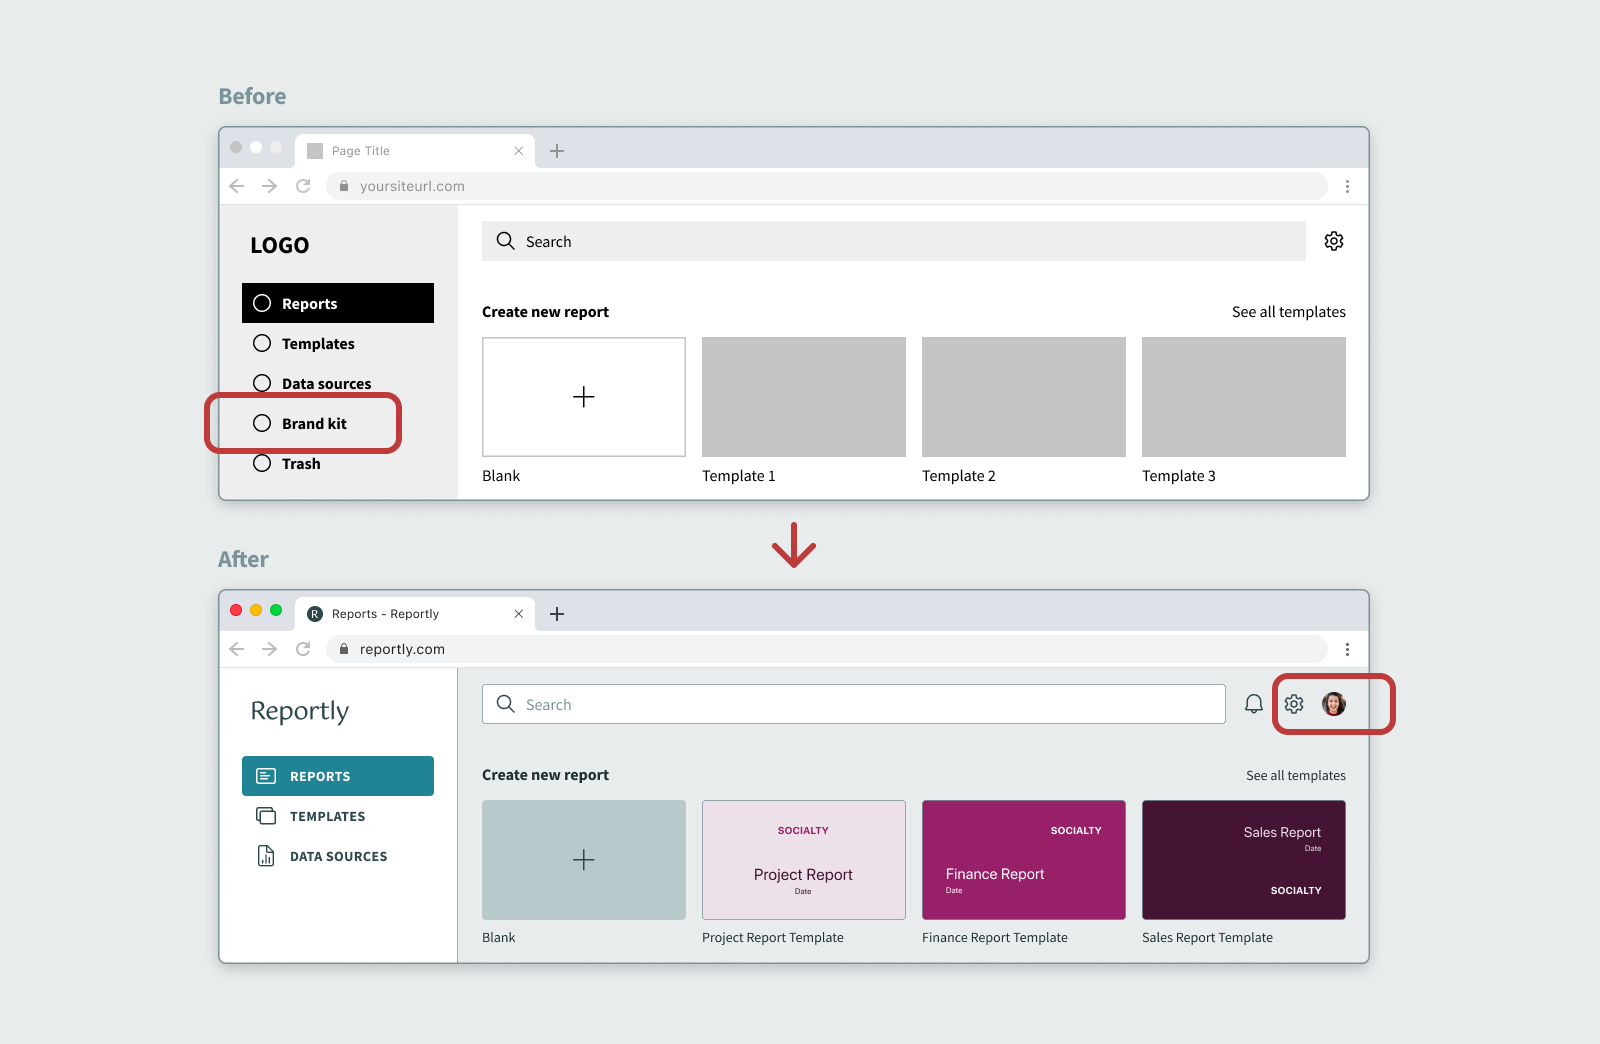 Before
Page Title
yoursiteurl.com
LOGO
Search
Reports
Templates
Data sources
Brand kit
Trash
Create new report
See all templates
Blank
Template 1
Template 2
Template 3
After
R
Reports - Reportly
reportly.com
Reportly
Search
REPORTS
TEMPLATES
DATA SOURCES
Create new report
See all templates
SOCIALTY
Project Report
Date
SOCIALTY
Finance Report
Date
Sales Report
Date
SOCIALTY
Blank
Project Report Template
Finance Report Template
Sales Report Template